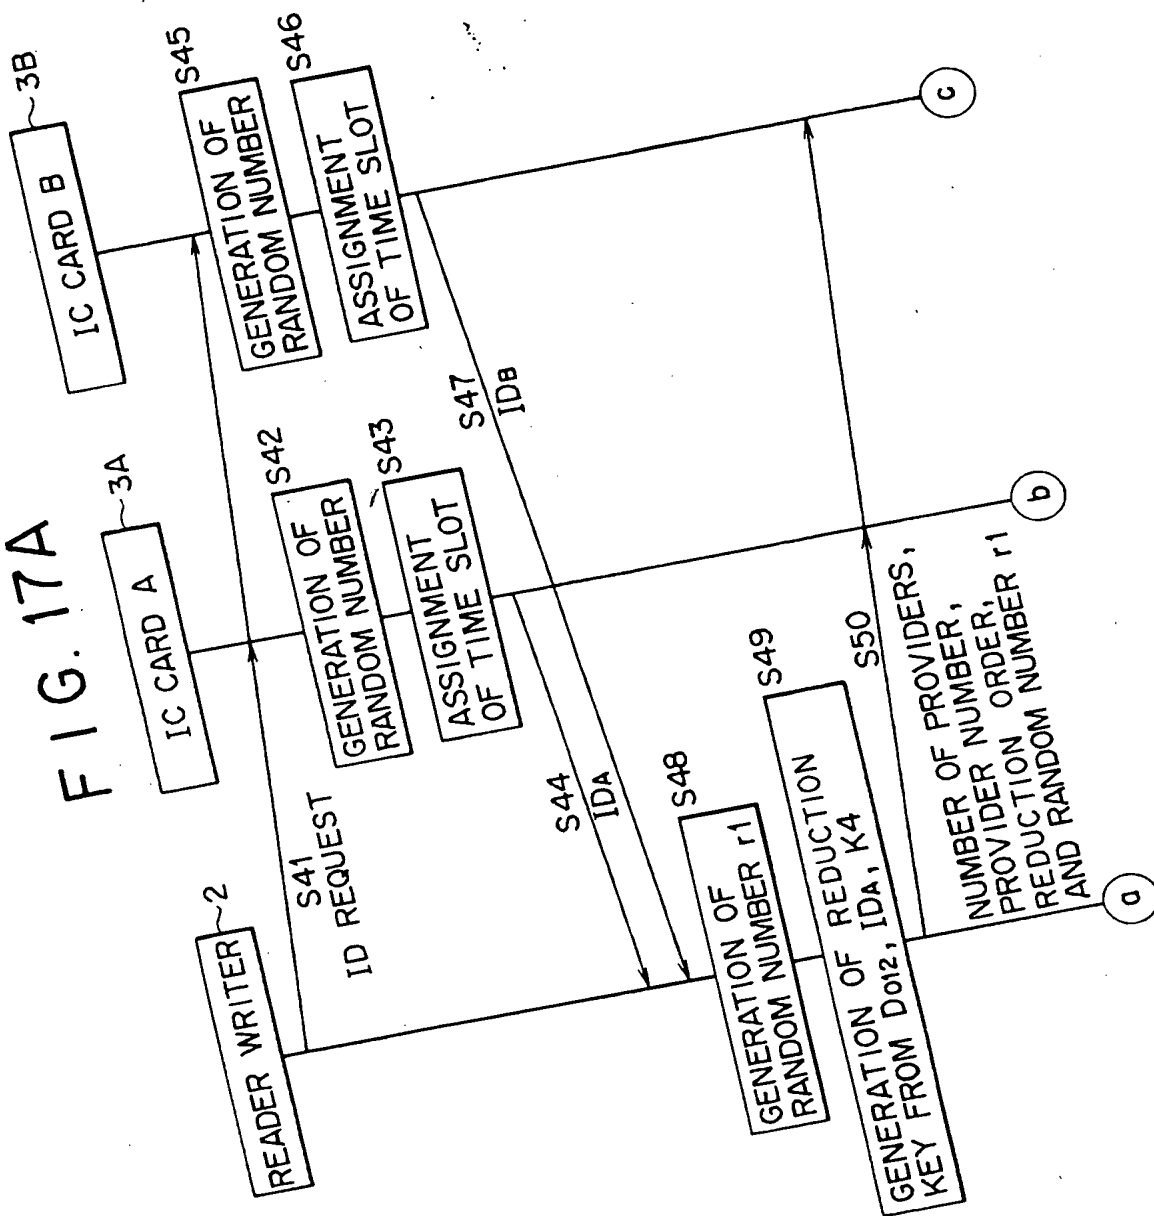 FIG. 17A
READER WRITER
2
IC CARD A
3A
IC CARD B
3B
S41
ID REQUEST
S42
GENERATION OF
RANDOM NUMBER
S43
ASSIGNMENT
OF TIME SLOT
S45
GENERATION OF
RANDOM NUMBER
S46
ASSIGNMENT
OF TIME SLOT
S44
IDA
S47
IDB
S48
GENERATION OF
RANDOM NUMBER r1
S49
GENERATION OF REDUCTION
KEY FROM D012, IDA, K4
S50
NUMBER OF PROVIDERS,
PROVIDER NUMBER,
PROVIDER ORDER,
REDUCTION ORDER,
AND RANDOM NUMBER r1
a
b
c